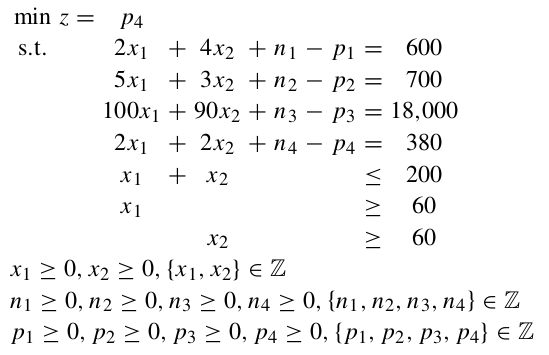 min z = p₄
s.t. 2x₁ + 4x₂ + n₁ − p₁ = 600
5x₁ + 3x₂ + n₂ − p₂ = 700
100x₁ + 90x₂ + n₃ − p₃ = 18,000
2x₁ + 2x₂ + n₄ − p₄ = 380
x₁ + x₂ ≤ 200
x₁ ≥ 60
x₂ ≥ 60
x₁ ≥ 0, x₂ ≥ 0, {x₁, x₂} ∈ ℤ
n₁ ≥ 0, n₂ ≥ 0, n₃ ≥ 0, n₄ ≥ 0, {n₁, n₂, n₃, n₄} ∈ ℤ
p₁ ≥ 0, p₂ ≥ 0, p₃ ≥ 0, p₄ ≥ 0, {p₁, p₂, p₃, p₄} ∈ ℤ